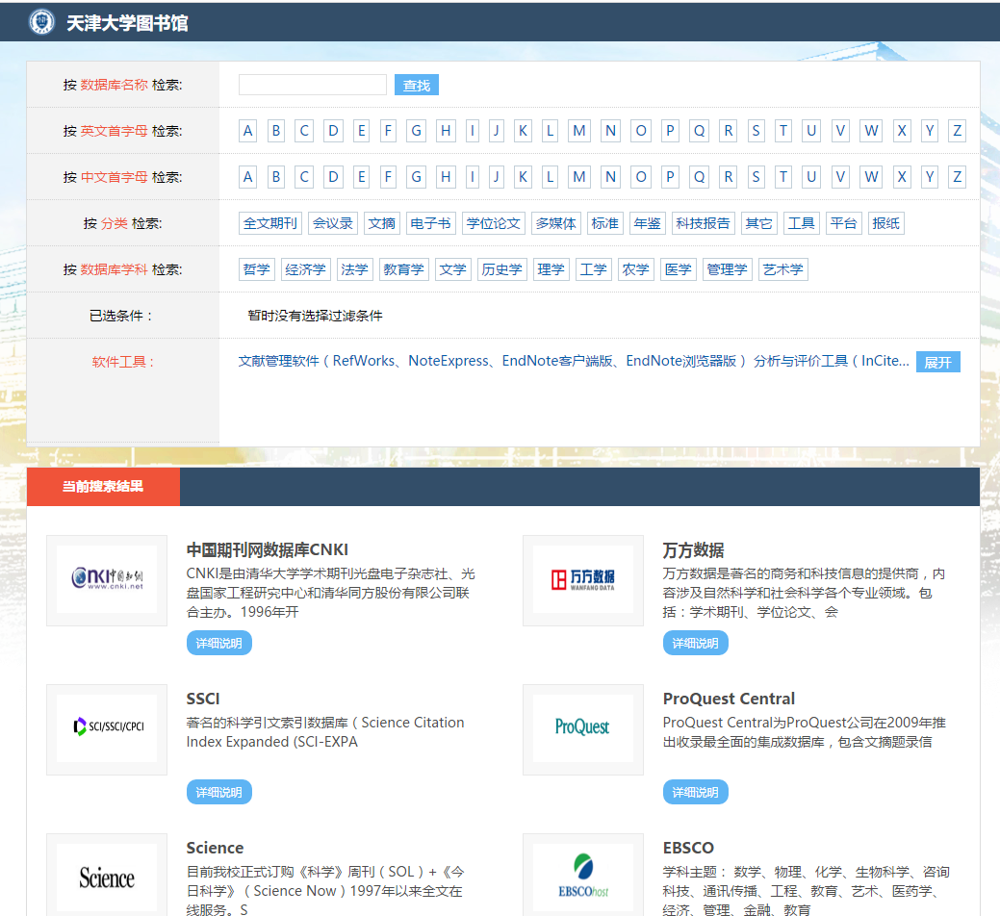 天津大学图书馆
按 数据库名称 检索:
查找
按 英文首字母 检索:
A B C D E F G H I J K L M N O P Q R S T U V W X Y Z
按 中文首字母 检索:
A B C D E F G H I J K L M N O P Q R S T U V W X Y Z
按 分类 检索:
全文期刊 会议录 文摘 电子书 学位论文 多媒体 标准 年鉴 科技报告 其它 工具 平台 报纸
按 数据库学科 检索:
哲学 经济学 法学 教育学 文学 历史学 理学 工学 农学 医学 管理学 艺术学
已选条件：
暂时没有选择过滤条件
软件工具：
文献管理软件（RefWorks、NoteExpress、EndNote客户端版、EndNote浏览器版） 分析与评价工具（InCite...
展开
当前搜索结果
CNKI中国知网
www.cnki.net
中国期刊网数据库CNKI
CNKI是由清华大学学术期刊光盘电子杂志社、光
盘国家工程研究中心和清华同方股份有限公司联
合主办。1996年开
详细说明
万方数据
WANFANG DATA
万方数据
万方数据是著名的商务和科技信息的提供商，内
容涉及自然科学和社会科学各个专业领域。包
括：学术期刊、学位论文、会
详细说明
SCI/SSCI/CPCI
SSCI
著名的科学引文索引数据库（Science Citation
Index Expanded (SCI-EXPA
详细说明
ProQuest
ProQuest Central
ProQuest Central为ProQuest公司在2009年推
出收录最全面的集成数据库，包含文摘题录信
详细说明
Science
Science
目前我校正式订购《科学》周刊（SOL）+《今
日科学》（Science Now）1997年以来全文在
线服务。S
EBSCOhost
EBSCO
学科主题： 数学、物理、化学、生物科学、咨询
科技、通讯传播、工程、教育、艺术、医药学、
经济、管理、金融、教育